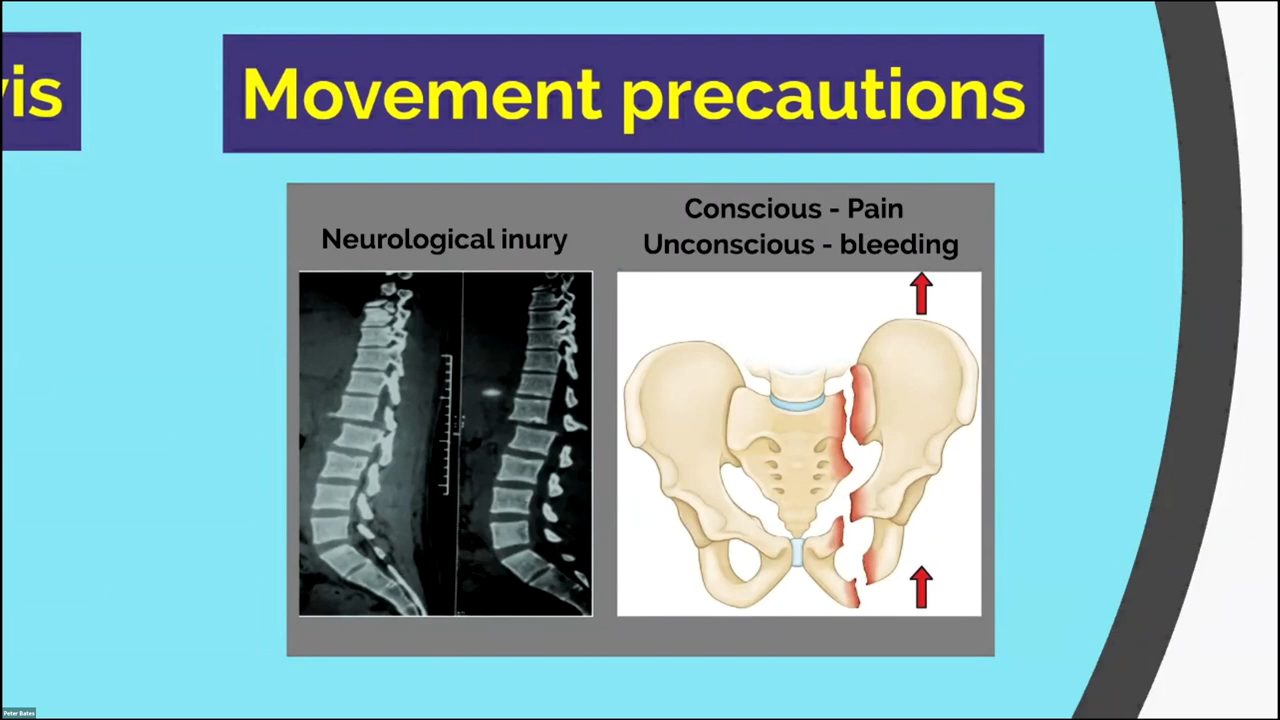 vis
Movement precautions
Neurological inury
Conscious - Pain
Unconscious - bleeding
Peter Bates